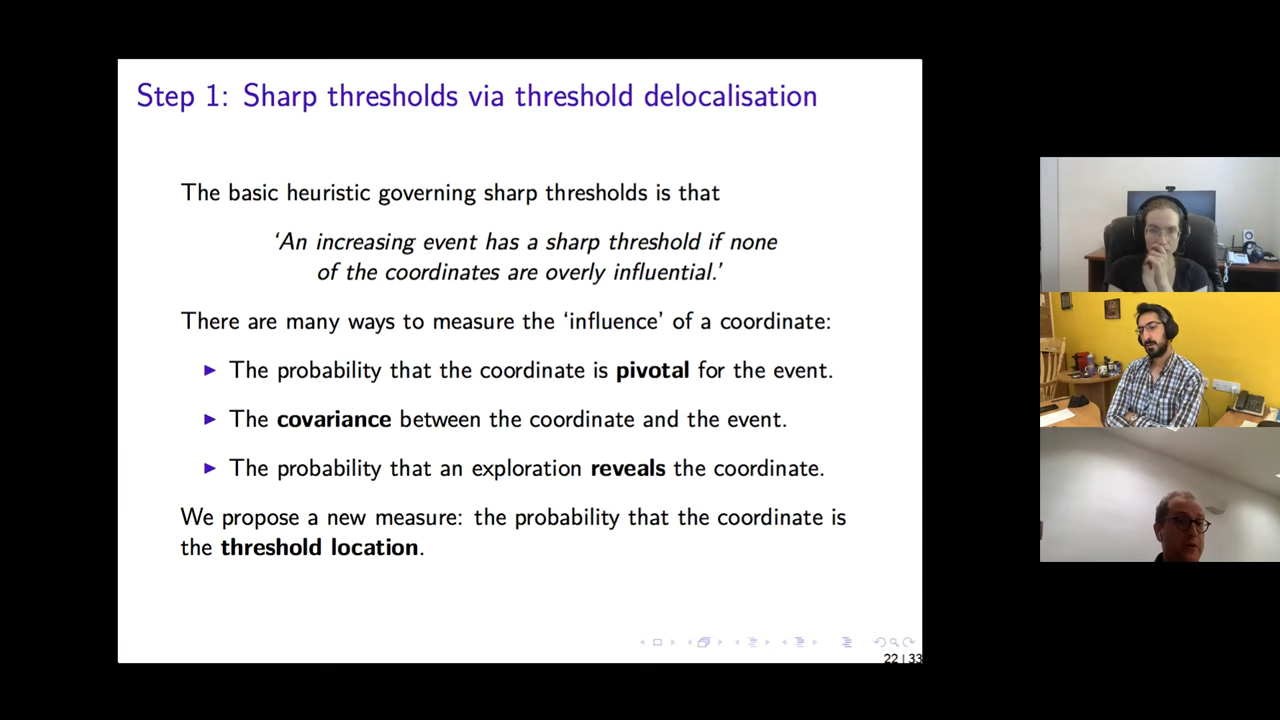 Step 1: Sharp thresholds via threshold delocalisation
The basic heuristic governing sharp thresholds is that
‘An increasing event has a sharp threshold if none
of the coordinates are overly influential.’
There are many ways to measure the ‘influence’ of a coordinate:
▶ The probability that the coordinate is pivotal for the event.
▶ The covariance between the coordinate and the event.
▶ The probability that an exploration reveals the coordinate.
We propose a new measure: the probability that the coordinate is
the threshold location.
22 | 33